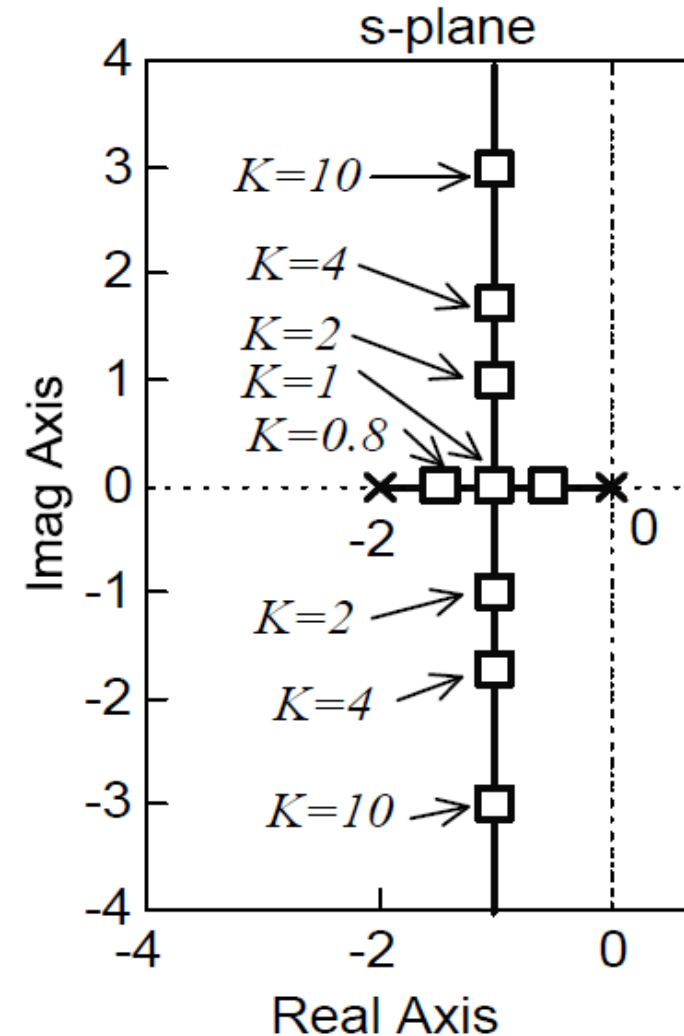 s-plane
4
K=10
3
K=4
2
K=2
K=1
1
K=0.8
0
-2
0
-1
K=2
K=4
-2
K=10
-3
-4
-4
-2
0
Imag Axis
Real Axis